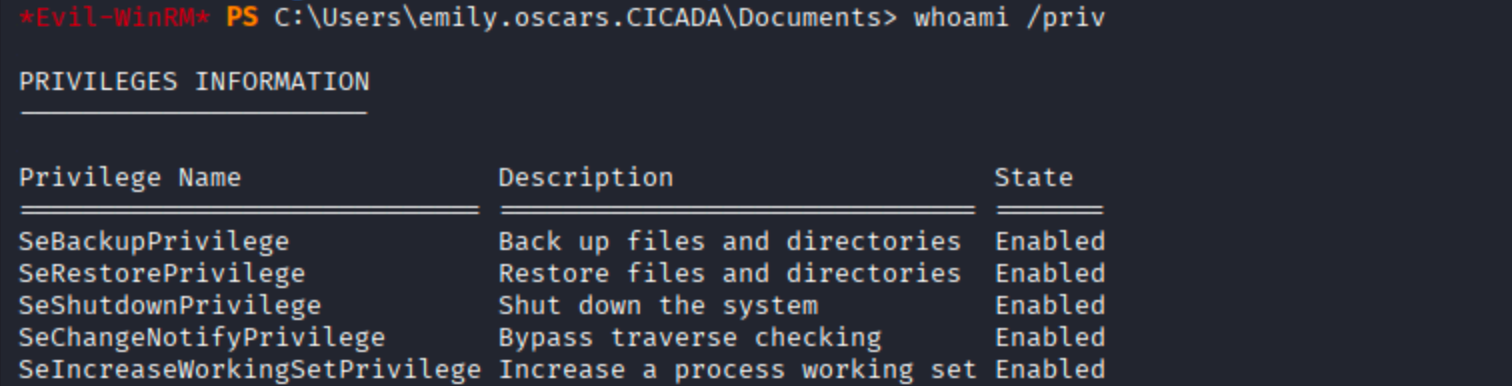 *Evil-WinRM* PS C:\Users\emily.oscars.CICADA\Documents> whoami /priv
PRIVILEGES INFORMATION
Privilege Name Description State
SeBackupPrivilege Back up files and directories Enabled
SeRestorePrivilege Restore files and directories Enabled
SeShutdownPrivilege Shut down the system Enabled
SeChangeNotifyPrivilege Bypass traverse checking Enabled
SeIncreaseWorkingSetPrivilege Increase a process working set Enabled